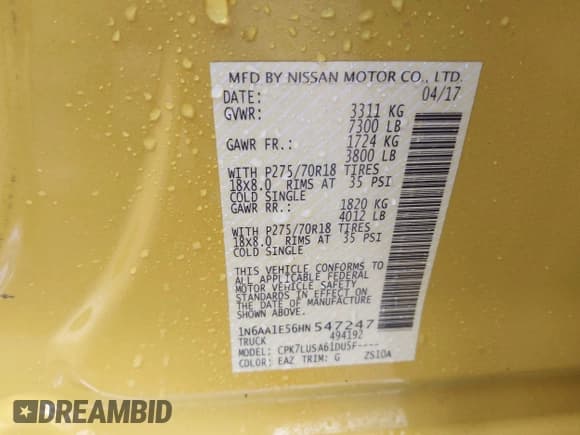 MFD BY NISSAN MOTOR CO., LTD.
DATE: 04/17
GVWR: 3311 KG
7300 LB
GAWR FR.: 1724 KG
3800 LB
WITH P275/70R18 TIRES
18x8.0 RIMS AT 35 PSI
COLD SINGLE
GAWR RR.: 1820 KG
4012 LB
WITH P275/70R18 TIRES
18x8.0 RIMS AT 35 PSI
COLD SINGLE
THIS VEHICLE CONFORMS TO
ALL APPLICABLE FEDERAL
MOTOR VEHICLE SAFETY
STANDARDS IN EFFECT ON
THE DATE OF MANUFACTURE
SHOWN ABOVE.
1N6AA1E56HN547247
TRUCK 494192
MODEL: CPK7LUSA61DUSF----
COLOR: EAZ TRIM: G ZS10A
DREAMBID